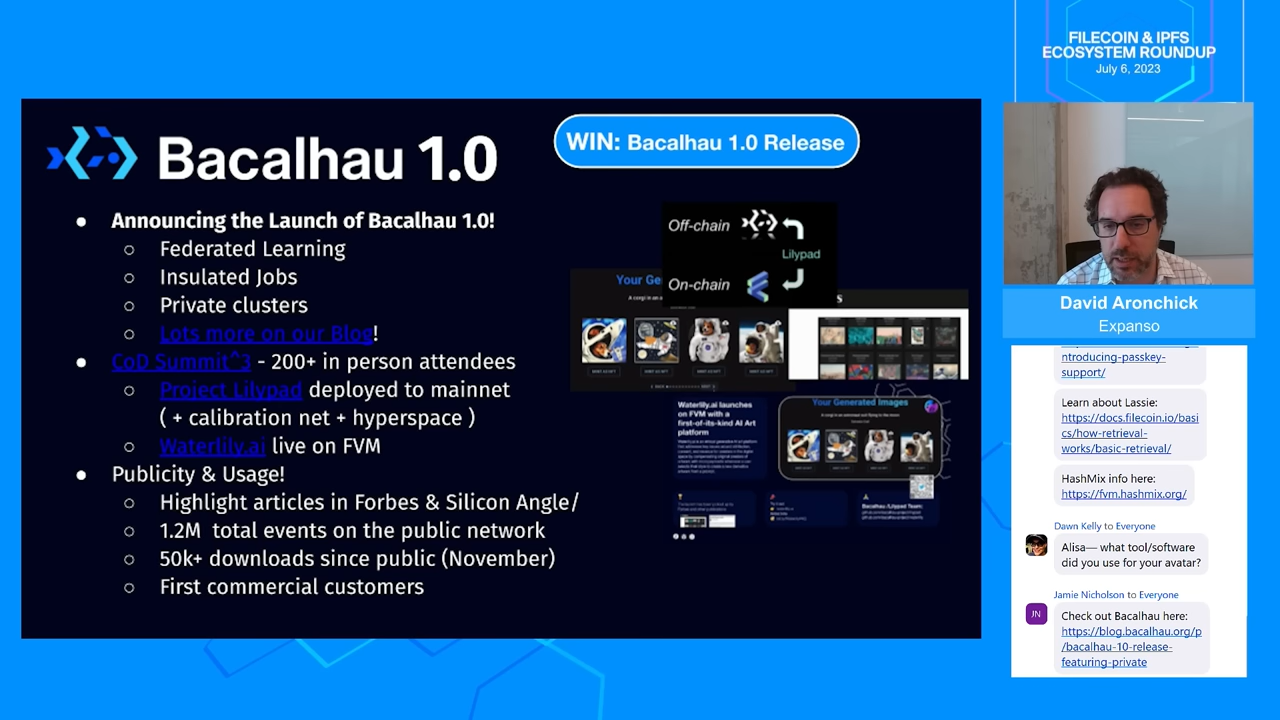 FILECOIN & IPFS
ECOSYSTEM ROUNDUP
July 6, 2023
Bacalhau 1.0
WIN: Bacalhau 1.0 Release
● Announcing the Launch of Bacalhau 1.0!
○ Federated Learning
○ Insulated Jobs
○ Private clusters
○ Lots more on our Blog!
● CoD Summit^3 - 200+ in person attendees
○ Project Lilypad deployed to mainnet
( + calibration net + hyperspace )
○ Waterlily.ai live on FVM
● Publicity & Usage!
○ Highlight articles in Forbes & Silicon Angle/
○ 1.2M total events on the public network
○ 50k+ downloads since public (November)
○ First commercial customers
Off-chain
Lilypad
On-chain
Your Ge
Waterlily.ai launches
on FVM with a
first-of-its-kind AI Art
platform
Your Generated Images
Bacalhau /Lilypad Team:
David Aronchick
Expanso
ntroducing-passkey-
support/
Learn about Lassie:
https://docs.filecoin.io/basi
cs/how-retrieval-
works/basic-retrieval/
HashMix info here:
https://fvm.hashmix.org/
Dawn Kelly to Everyone
Alisa— what tool/software
did you use for your avatar?
Jamie Nicholson to Everyone
JN
Check out Bacalhau here:
https://blog.bacalhau.org/p
/bacalhau-10-release-
featuring-private